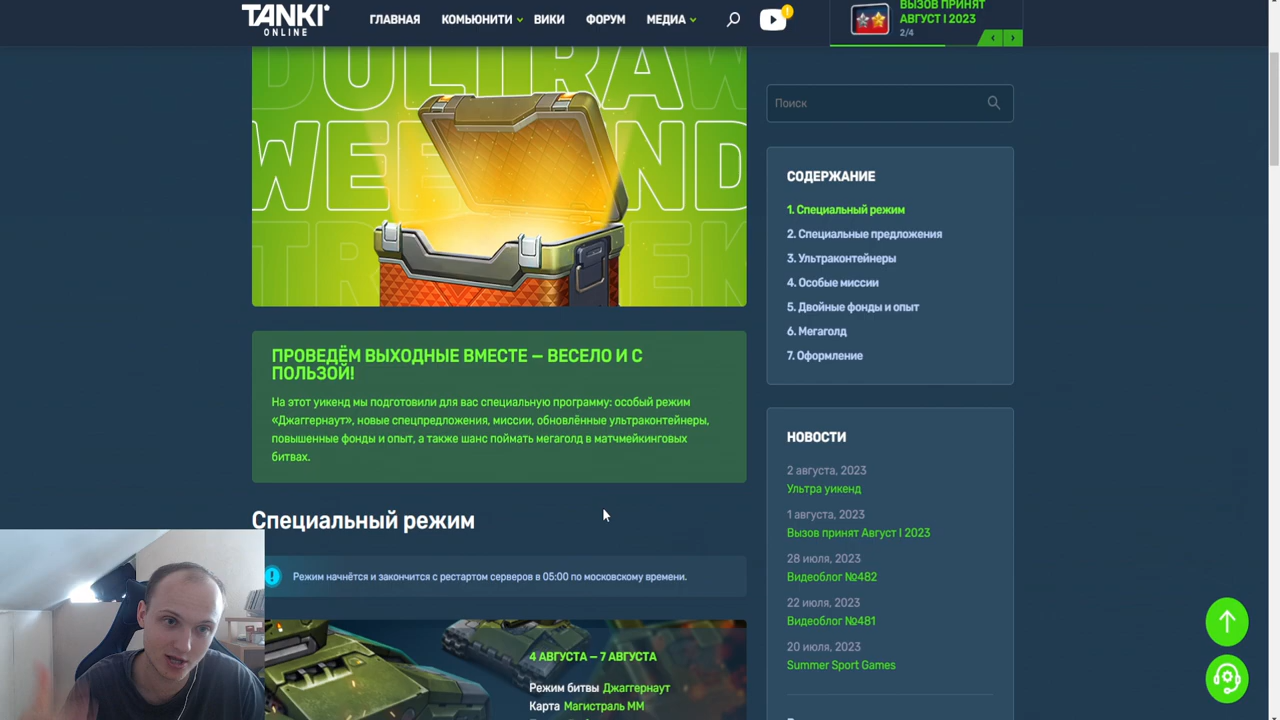 TANKI
ONLINE
ГЛАВНАЯ
КОМЬЮНИТИ
ВИКИ
ФОРУМ
МЕДИА
!
ВЫЗОВ ПРИНЯТ
АВГУСТ I 2023
2/4
WEEKEND
Поиск
СОДЕРЖАНИЕ
1. Специальный режим
2. Специальные предложения
3. Ультраконтейнеры
4. Особые миссии
5. Двойные фонды и опыт
6. Мегаголд
7. Оформление
ПРОВЕДЁМ ВЫХОДНЫЕ ВМЕСТЕ – ВЕСЕЛО И С
ПОЛЬЗОЙ!
На этот уикенд мы подготовили для вас специальную программу: особый режим
«Джаггернаут», новые спецпредложения, миссии, обновлённые ультраконтейнеры,
повышенные фонды и опыт, а также шанс поймать мегаголд в матчмейкинговых
битвах.
НОВОСТИ
2 августа, 2023
Ультра уикенд
1 августа, 2023
Вызов принят Август I 2023
28 июля, 2023
Видеоблог №482
22 июля, 2023
Видеоблог №481
20 июля, 2023
Summer Sport Games
Специальный режим
Режим начнётся и закончится с рестартом серверов в 05:00 по московскому времени.
4 АВГУСТА — 7 АВГУСТА
Режим битвы Джаггернаут
Карта Магистраль ММ